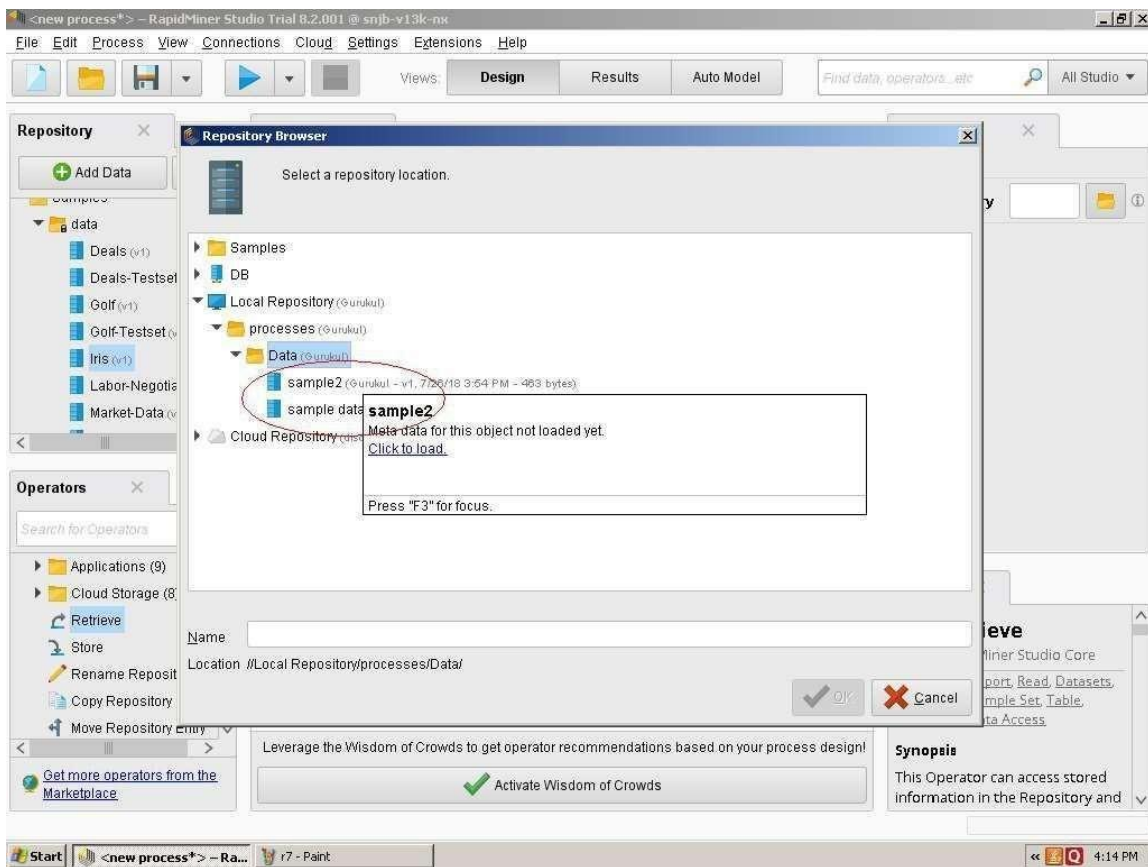 <new process*> – RapidMiner Studio Trial 8.2.001 @ snjb-v13k-nx
File Edit Process View Connections Cloud Settings Extensions Help
Views: Design Results Auto Model Find data, operators...etc All Studio
Repository
Add Data
Samples
data
Deals (v1)
Deals-Testset
Golf (v1)
Golf-Testset
Iris (v1)
Labor-Negotia
Market-Data
Operators
Search for Operators
Applications (9)
Cloud Storage (8)
Retrieve
Store
Rename Reposit
Copy Repository
Move Repository Entry
Get more operators from the
Marketplace
Repository Browser
Select a repository location.
Samples
DB
Local Repository (Gurukul)
processes (Gurukul)
Data (Gurukul)
sample2 (Gurukul – v1, 7/26/18 3:54 PM – 463 bytes)
sample data
Cloud Repository (disc
sample2
Meta data for this object not loaded yet.
Click to load.
Press "F3" for focus.
Name
Location //Local Repository/processes/Data/
OK Cancel
Leverage the Wisdom of Crowds to get operator recommendations based on your process design!
Activate Wisdom of Crowds
y
ieve
Miner Studio Core
port, Read, Datasets,
mple Set, Table,
ta Access
Synopsis
This Operator can access stored
information in the Repository and
Start <new process*> – Ra... r7 - Paint « 4:14 PM